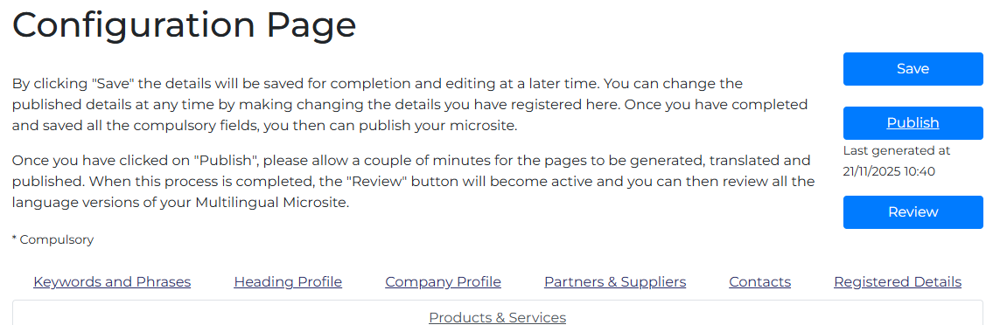 Configuration Page
Save
By clicking "Save" the details will be saved for completion and editing at a later time. You can change the
published details at any time by making changing the details you have registered here. Once you have completed
and saved all the compulsory fields, you then can publish your microsite.
Publish
Last generated at
21/11/2025 10:40
Once you have clicked on "Publish", please allow a couple of minutes for the pages to be generated, translated and
published. When this process is completed, the "Review" button will become active and you can then review all the
language versions of your Multilingual Microsite.
Review
* Compulsory
Keywords and Phrases Heading Profile Company Profile Partners & Suppliers Contacts Registered Details
Products & Services